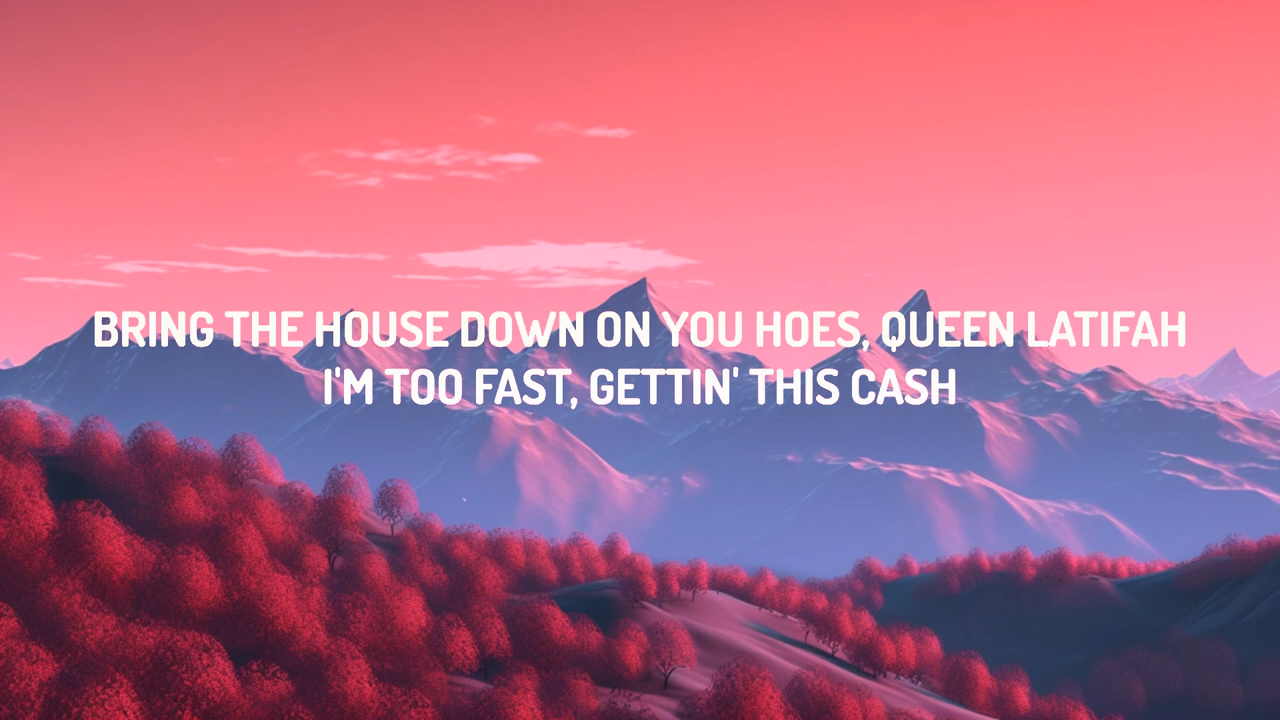 BRING THE HOUSE DOWN ON YOU HOES, QUEEN LATIFAH
I'M TOO FAST, GETTIN' THIS CASH